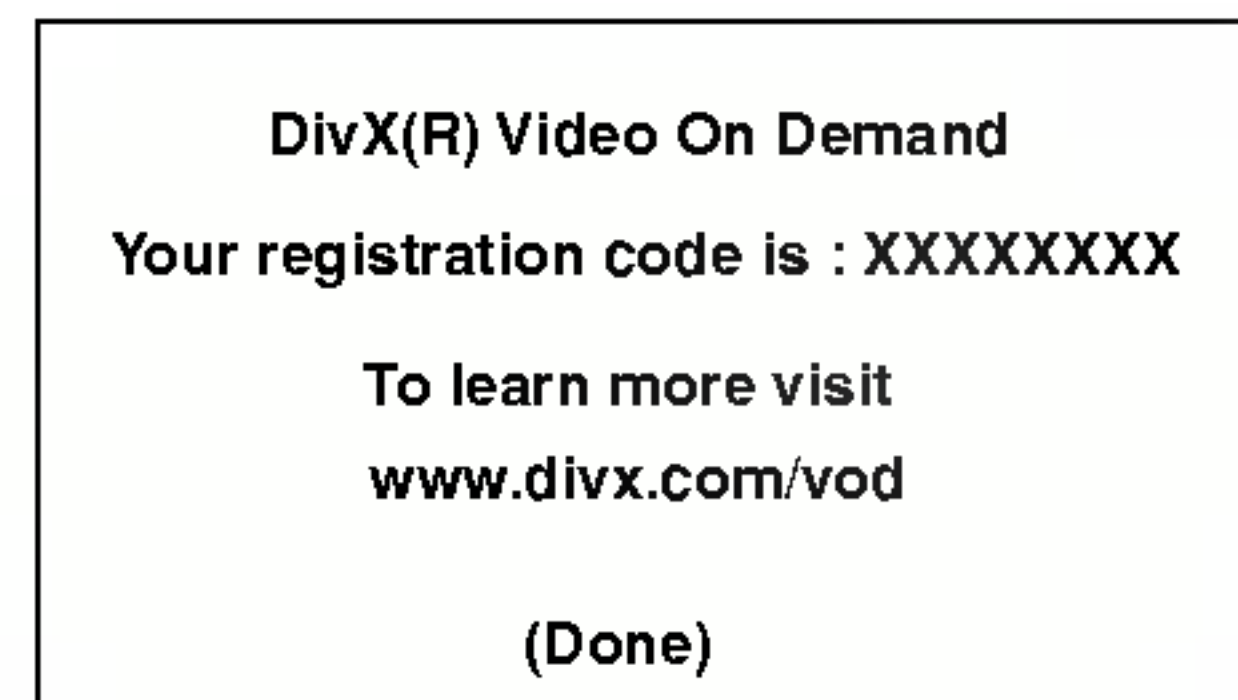 DivX(R) Video On Demand
Your registration code is : XXXXXXXX
To learn more visit
www.divx.com/vod
(Done)